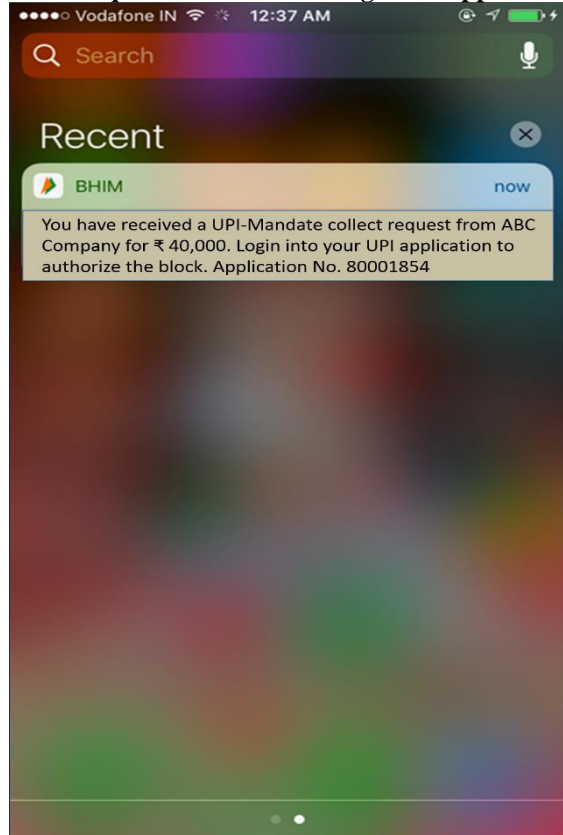 Vodafone IN 12:37 AM
Search
Recent
BHIM now
You have received a UPI-Mandate collect request from ABC
Company for ₹ 40,000. Login into your UPI application to
authorize the block. Application No. 80001854